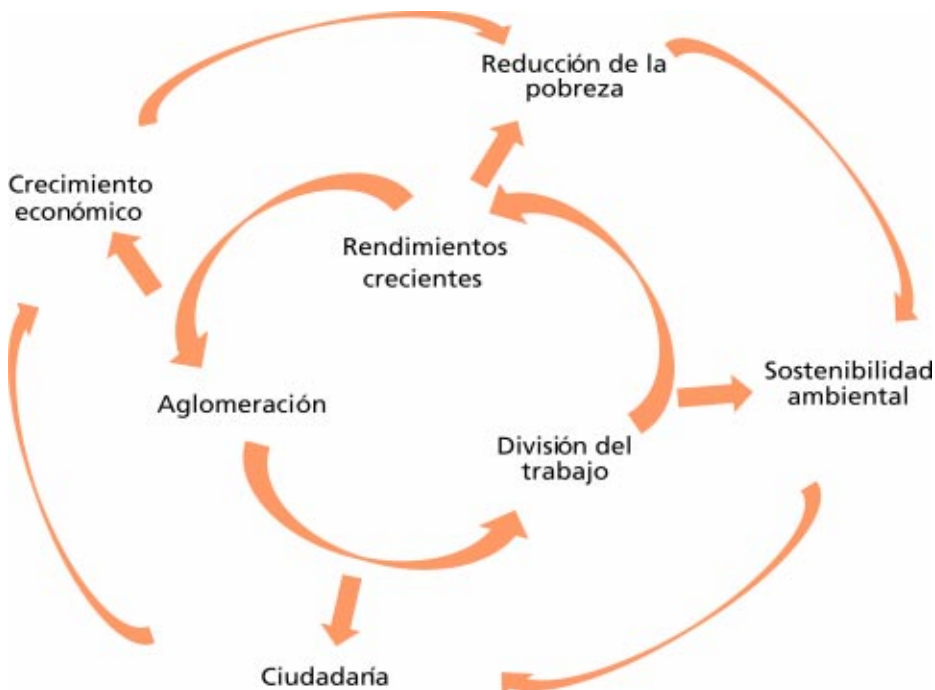 Reducción de la
pobreza
Crecimiento
económico
Rendimientos
crecientes
Sostenibilidad
ambiental
Aglomeración
División del
trabajo
Ciudadaría